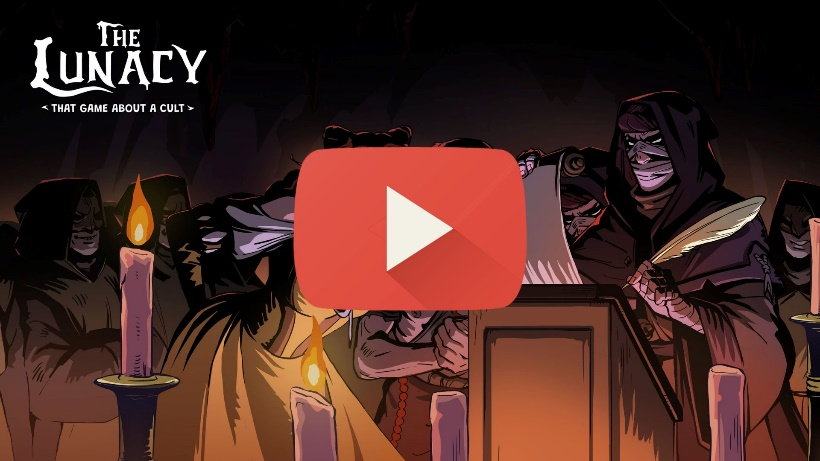 THE
LUNACY
THAT GAME ABOUT A CULT